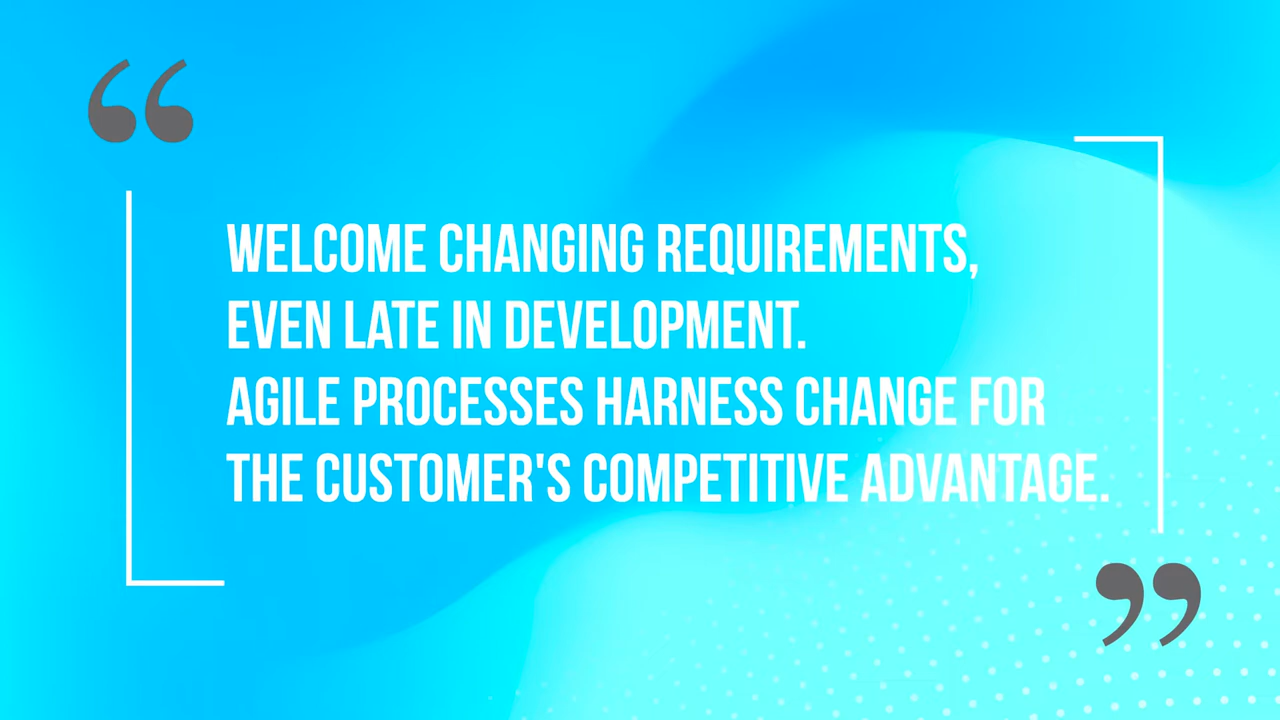 “
WELCOME CHANGING REQUIREMENTS,
EVEN LATE IN DEVELOPMENT.
AGILE PROCESSES HARNESS CHANGE FOR
THE CUSTOMER'S COMPETITIVE ADVANTAGE.
”